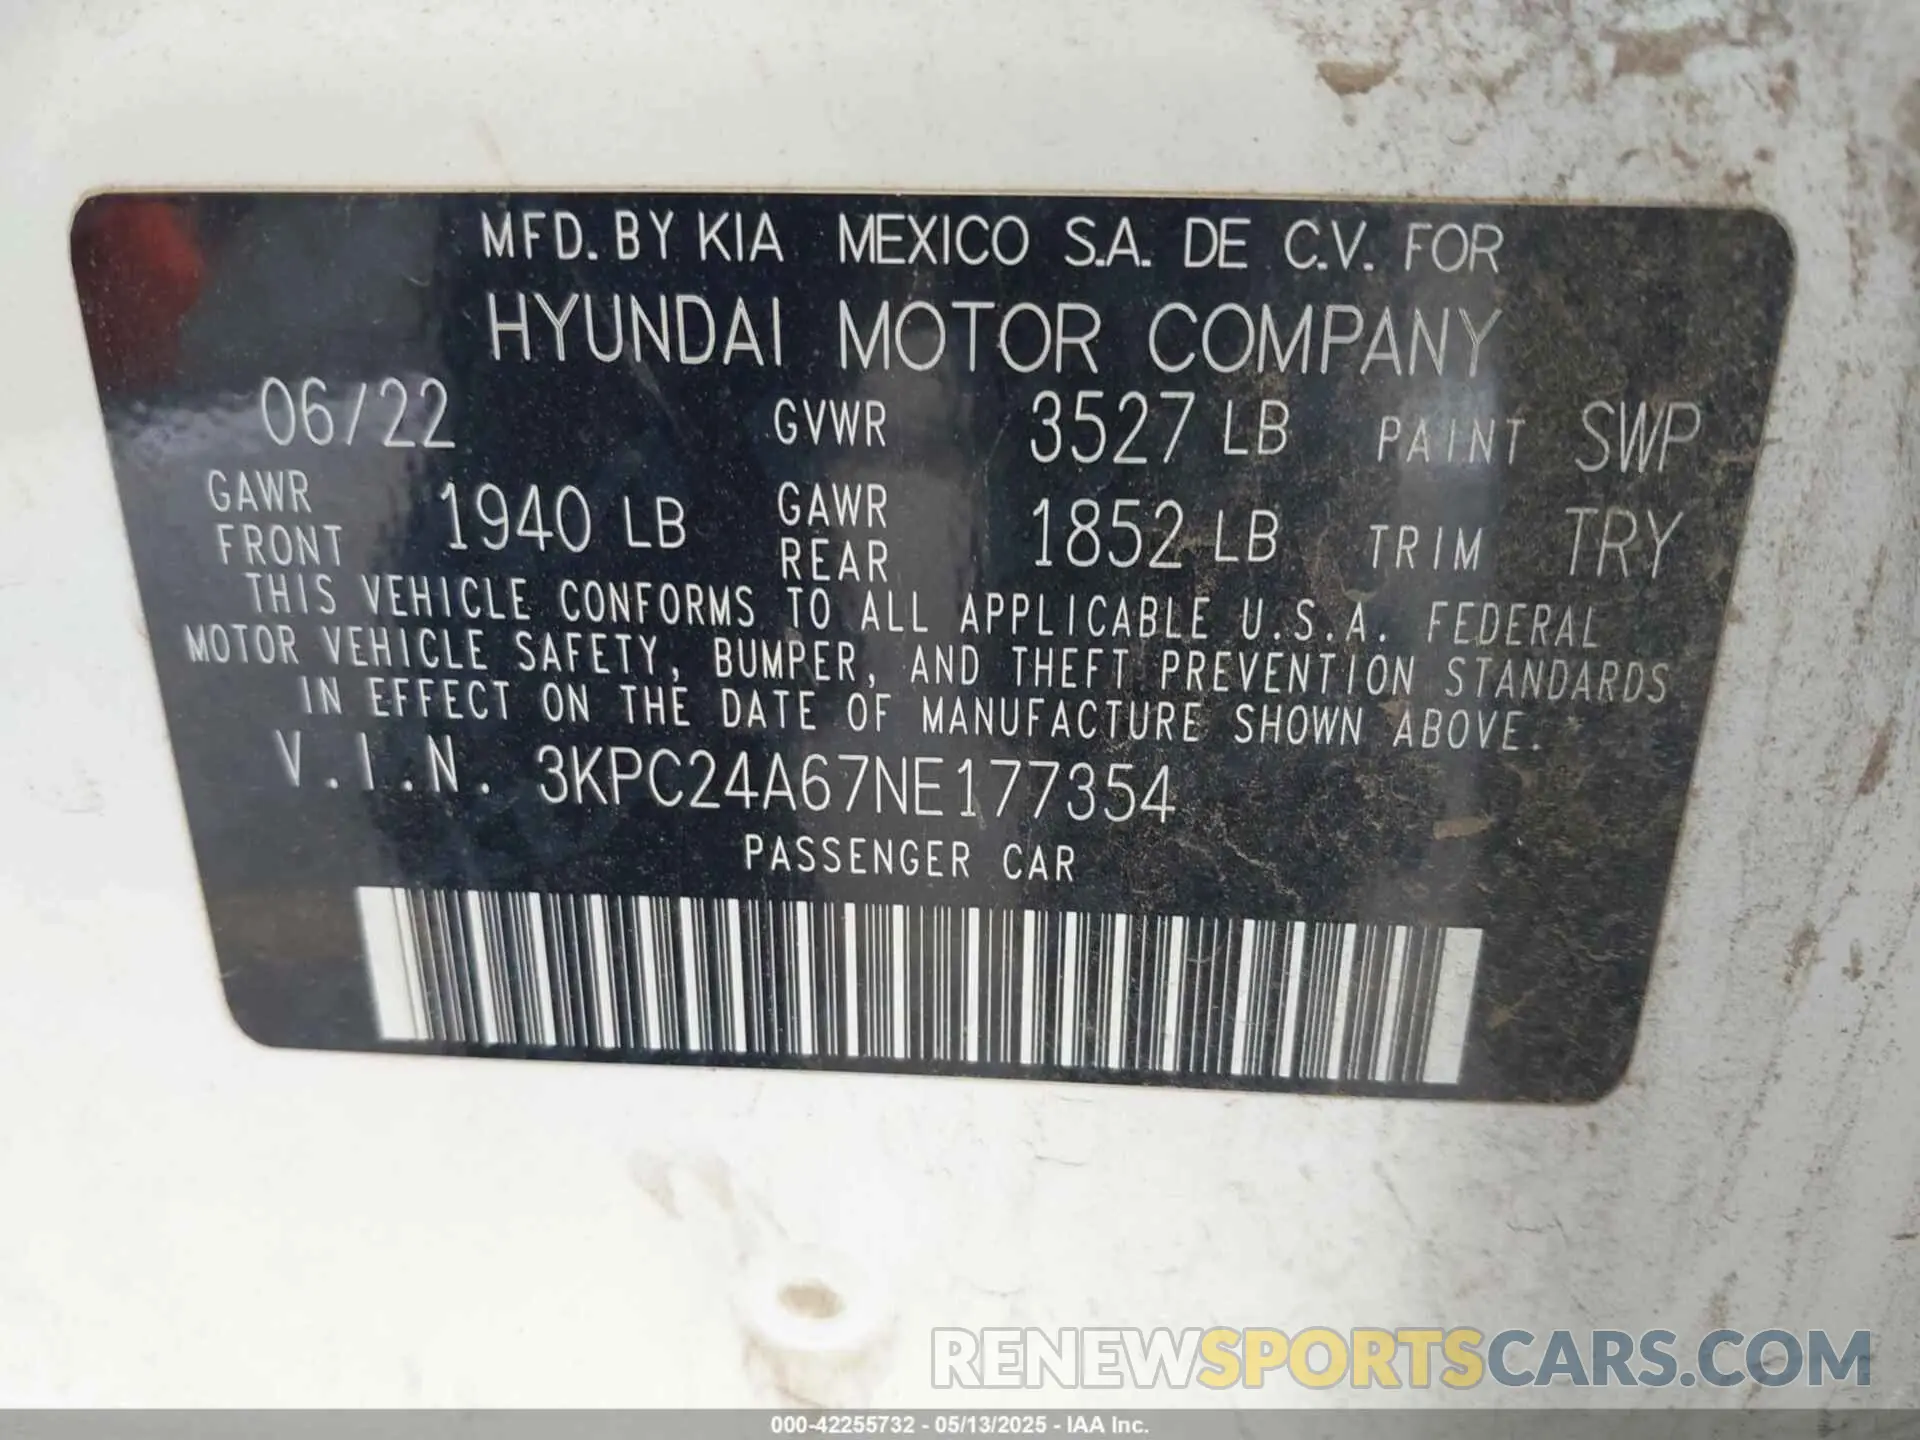 MFD. BY KIA MEXICO S.A. DE C.V. FOR
HYUNDAI MOTOR COMPANY
06/22 GVWR 3527 LB PAINT SWP
GAWR FRONT 1940 LB GAWR REAR 1852 LB TRIM TRY
THIS VEHICLE CONFORMS TO ALL APPLICABLE U.S.A. FEDERAL
MOTOR VEHICLE SAFETY, BUMPER, AND THEFT PREVENTION STANDARDS
IN EFFECT ON THE DATE OF MANUFACTURE SHOWN ABOVE.
V.I.N. 3KPC24A67NE177354
PASSENGER CAR
RENEWSPORTSCARS.COM
000-42255732 - 05/13/2025 - IAA Inc.